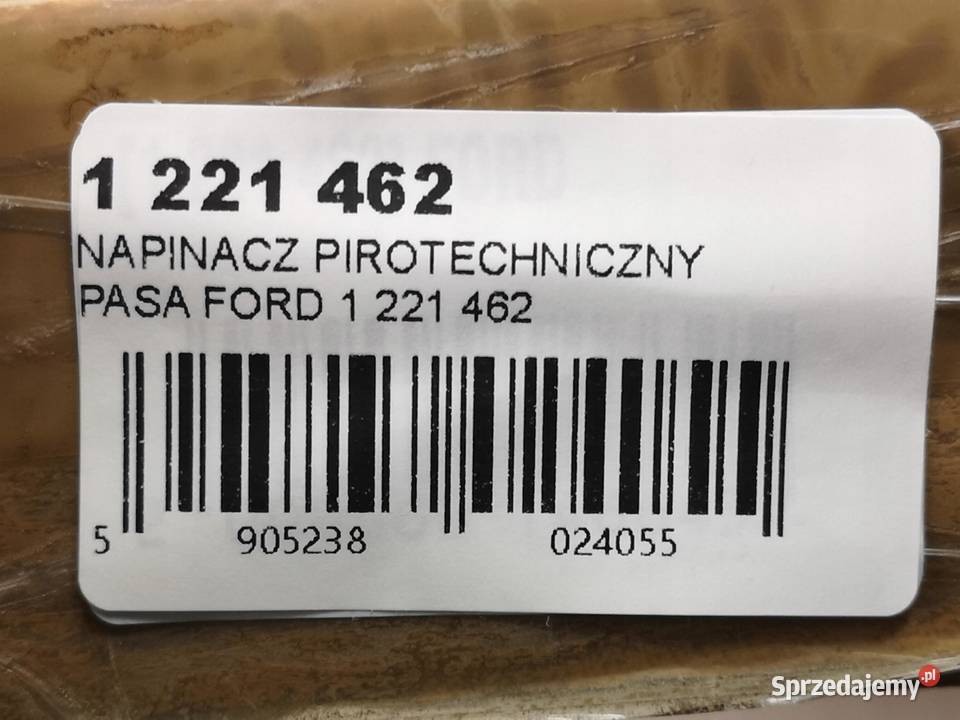 1 221 462
NAPINACZ PIROTECHNICZNY
PASA FORD 1 221 462
5 905238 024055
Sprzedajemy.pl